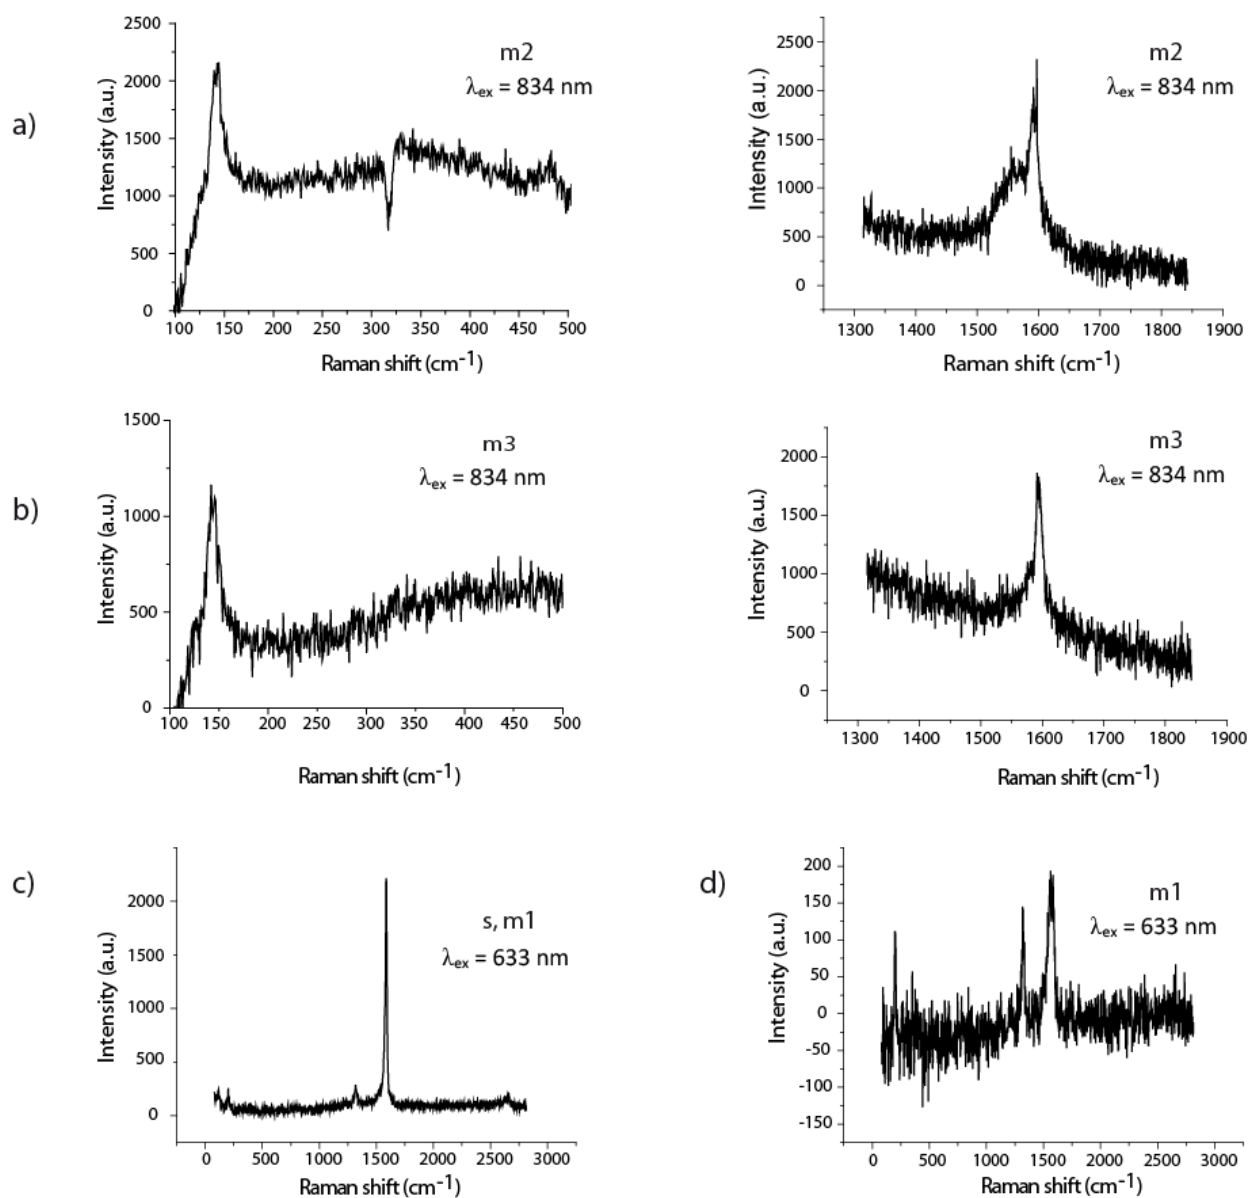 a)
m2
λex = 834 nm
Intensity (a.u.)
2500
2000
1500
1000
500
0
100 150 200 250 300 350 400 450 500
Raman shift (cm-1)
m2
λex = 834 nm
Intensity (a.u.)
2500
2000
1500
1000
500
0
1300 1400 1500 1600 1700 1800 1900
Raman shift (cm-1)
b)
m3
λex = 834 nm
Intensity (a.u.)
1500
1000
500
0
100 150 200 250 300 350 400 450 500
Raman shift (cm-1)
m3
λex = 834 nm
Intensity (a.u.)
2000
1500
1000
500
0
1300 1400 1500 1600 1700 1800 1900
Raman shift (cm-1)
c)
s, m1
λex = 633 nm
Intensity (a.u.)
2000
1500
1000
500
0
0 500 1000 1500 2000 2500 3000
Raman shift (cm-1)
d)
m1
λex = 633 nm
Intensity (a.u.)
200
150
100
50
0
-50
-100
-150
0 500 1000 1500 2000 2500 3000
Raman shift (cm-1)